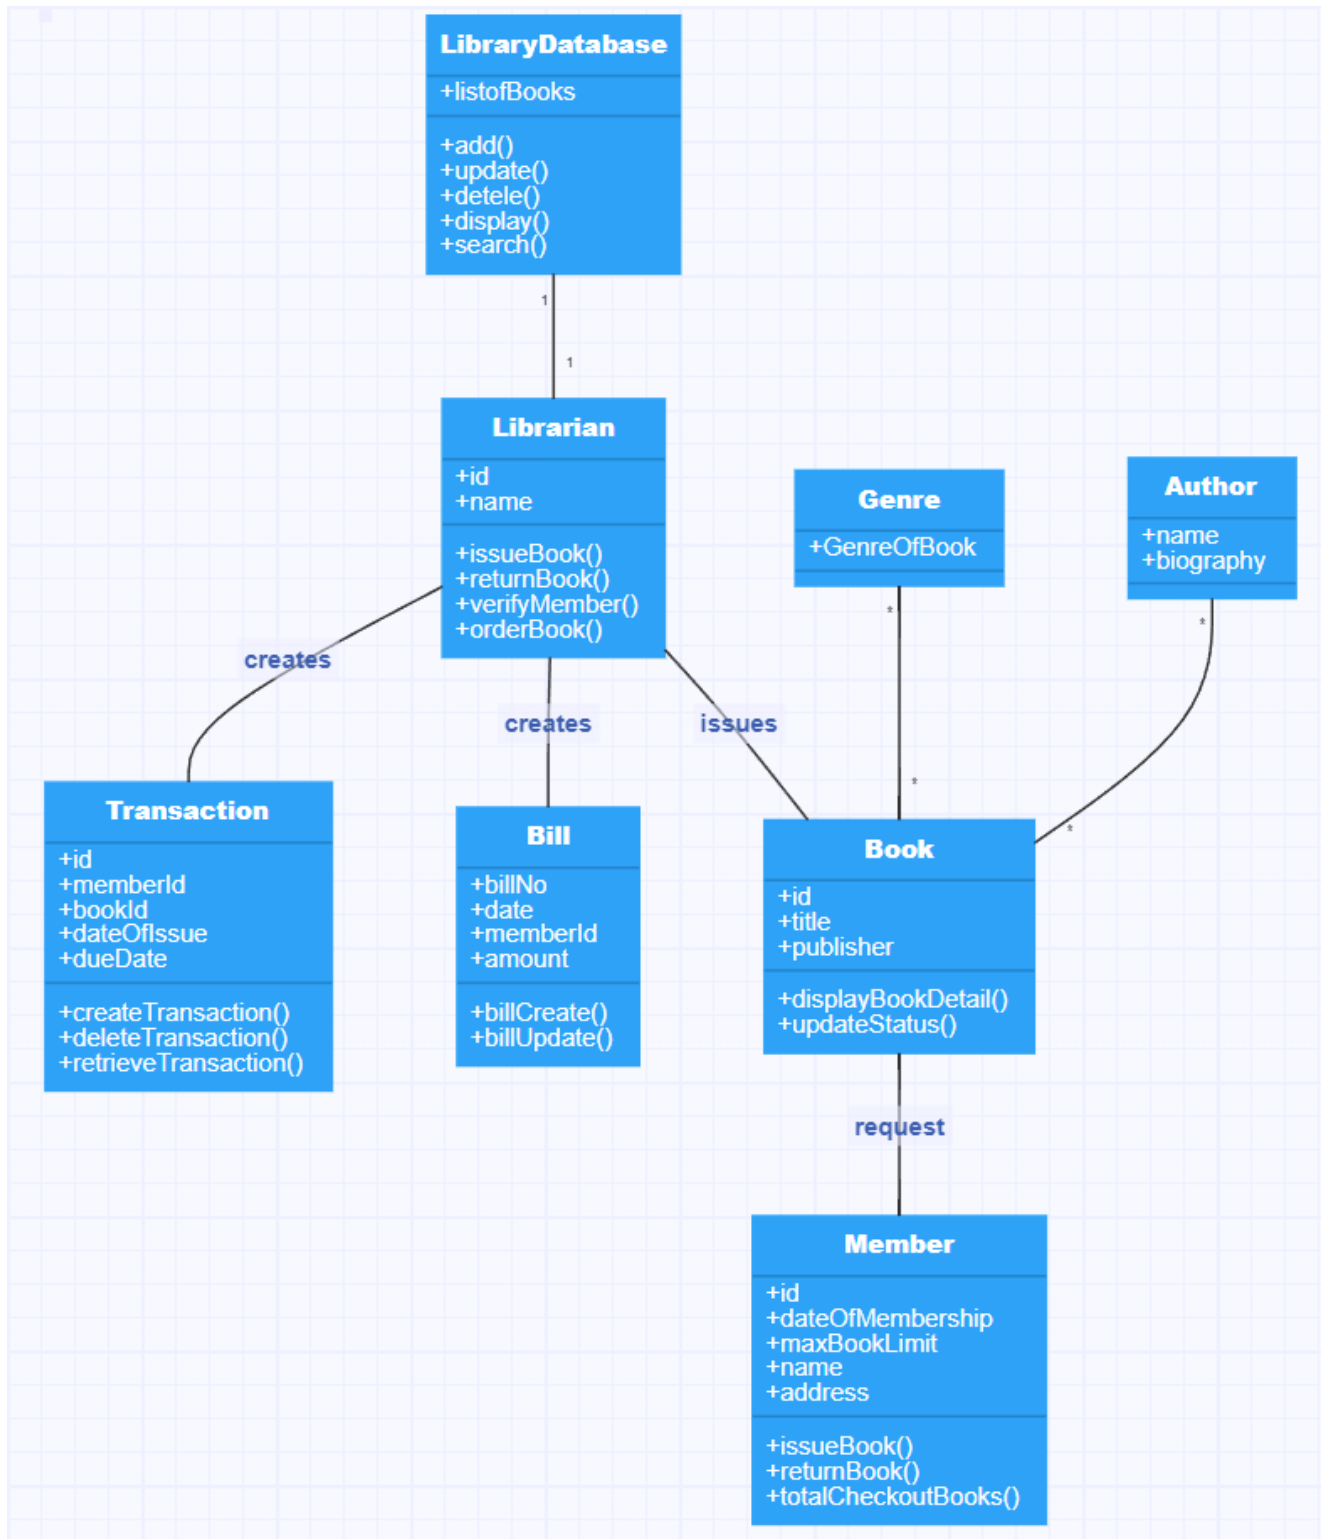 LibraryDatabase
+listofBooks
+add()
+update()
+detele()
+display()
+search()
1
1
Librarian
+id
+name
+issueBook()
+returnBook()
+verifyMember()
+orderBook()
Genre
+GenreOfBook
*
*
Author
+name
+biography
*
*
creates
creates
issues
Transaction
+id
+memberId
+bookId
+dateOfIssue
+dueDate
+createTransaction()
+deleteTransaction()
+retrieveTransaction()
Bill
+billNo
+date
+memberId
+amount
+billCreate()
+billUpdate()
Book
+id
+title
+publisher
+displayBookDetail()
+updateStatus()
request
Member
+id
+dateOfMembership
+maxBookLimit
+name
+address
+issueBook()
+returnBook()
+totalCheckoutBooks()